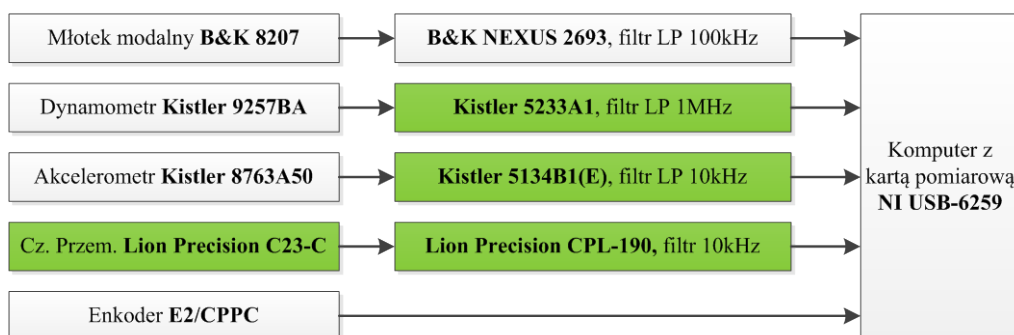 Młotek modalny B&K 8207
B&K NEXUS 2693, filtr LP 100kHz
Dynamometr Kistler 9257BA
Kistler 5233A1, filtr LP 1MHz
Akcelerometr Kistler 8763A50
Kistler 5134B1(E), filtr LP 10kHz
Cz. Przem. Lion Precision C23-C
Lion Precision CPL-190, filtr 10kHz
Enkoder E2/CPPC
Komputer z
kartą pomiarową
NI USB-6259